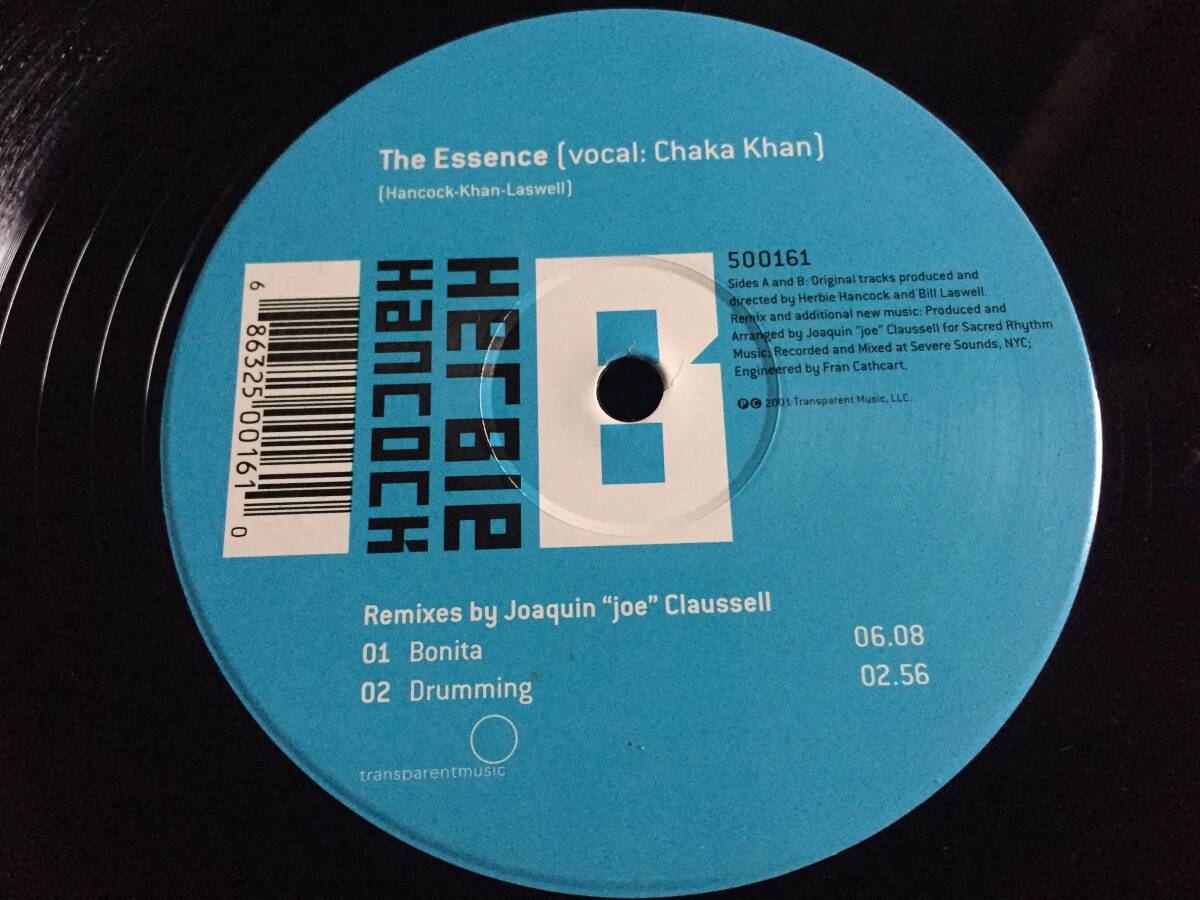 The Essence (vocal: Chaka Khan)
(Hancock-Khan-Laswell)
6 86325 00161 0
Herbie
Hancock
B
500161
Sides A and B: Original tracks produced and
directed by Herbie Hancock and Bill Laswell.
Remix and additional new music: Produced and
Arranged by Joaquin "joe" Claussell for Sacred Rhythm
Music; Recorded and Mixed at Severe Sounds, NYC;
Engineered by Fran Cathcart.
℗ © 2001 Transparent Music, LLC.
Remixes by Joaquin “joe” Claussell
01 Bonita 06.08
02 Drumming 02.56
transparentmusic